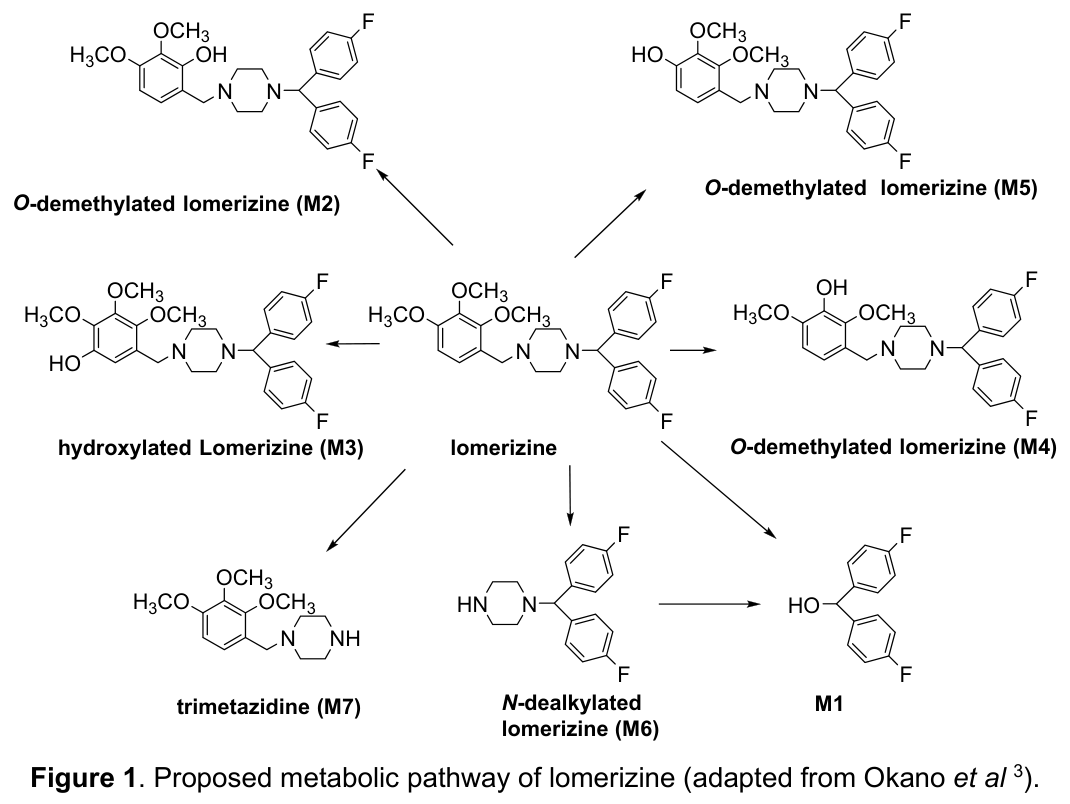 OCH₃
H₃CO
OH
N
N
F
F
O-demethylated lomerizine (M2)
OCH₃
HO
OCH₃
N
N
F
F
O-demethylated lomerizine (M5)
OCH₃
H₃CO
OCH₃
HO
N
N
F
F
hydroxylated Lomerizine (M3)
OCH₃
H₃CO
OCH₃
N
N
F
F
lomerizine
OH
H₃CO
OCH₃
N
N
F
F
O-demethylated lomerizine (M4)
OCH₃
H₃CO
OCH₃
N
NH
trimetazidine (M7)
HN
N
F
F
N-dealkylated
lomerizine (M6)
HO
F
F
M1
Figure 1. Proposed metabolic pathway of lomerizine (adapted from Okano et al ³).